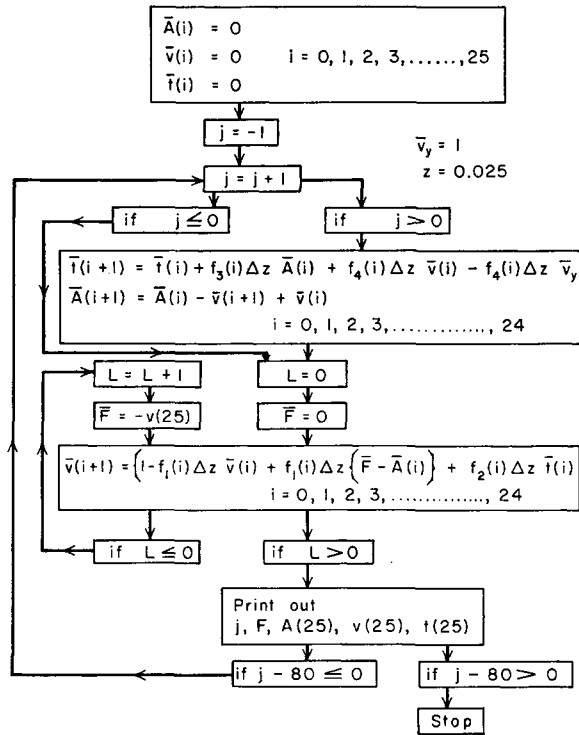 A̅(i) = 0
v̅(i) = 0 i = 0, 1, 2, 3,......,25
t̅(i) = 0
j = -1
v̅y = 1
z = 0.025
j = j + 1
if j ≦ 0
if j > 0
t̅(i+1) = t̅(i) + f₃(i)Δz A̅(i) + f₄(i)Δz v̅(i) - f₄(i)Δz v̅y
A̅(i+1) = A̅(i) - v̅(i+1) + v̅(i)
i = 0, 1, 2, 3,............., 24
L = L + 1
L = 0
F̅ = -v(25)
F̅ = 0
v̅(i+1) = (1-f₁(i)Δz v̅(i) + f₁(i)Δz{F̅ - A̅(i)} + f₂(i)Δz t̅(i)
i = 0, 1, 2, 3,.............., 24
if L ≦ 0
if L > 0
Print out
j, F, A(25), v(25), t(25)
if j - 80 ≦ 0
if j - 80 > 0
Stop